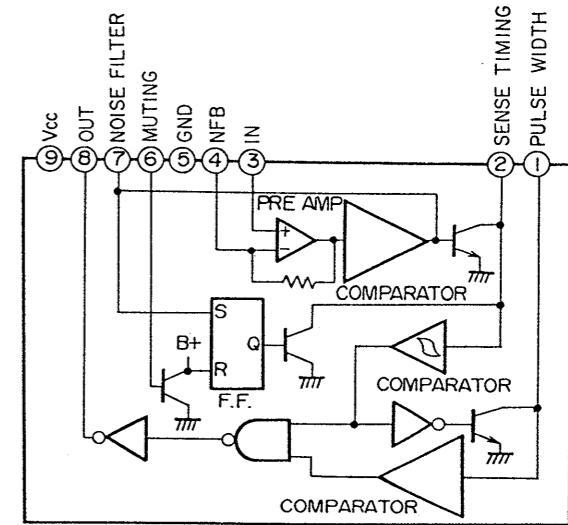 Vcc
OUT
NOISE FILTER
MUTING
GND
NFB
IN
SENSE TIMING
PULSE WIDTH
9
8
7
6
5
4
3
2
1
PRE AMP
+
−
COMPARATOR
S
B+
Q
R
F.F.
COMPARATOR
COMPARATOR